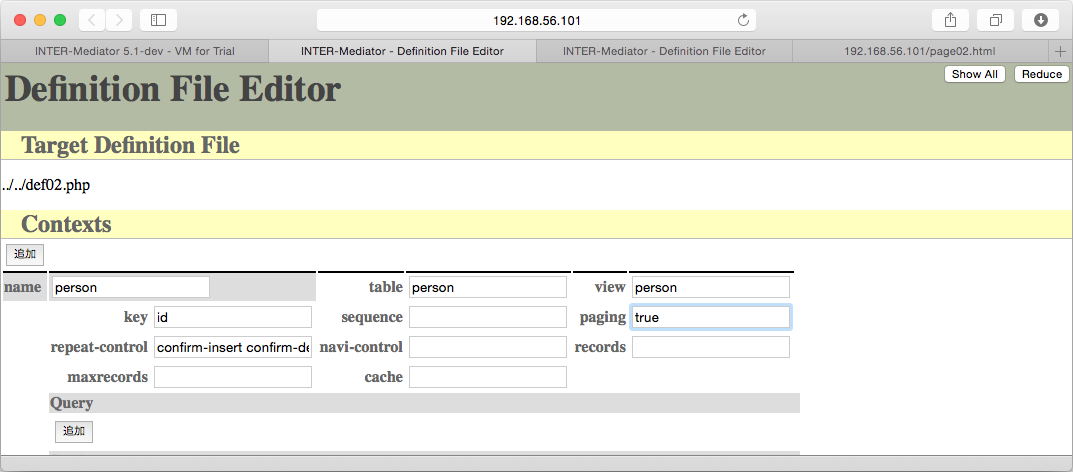 192.168.56.101
INTER-Mediator 5.1-dev - VM for Trial
INTER-Mediator - Definition File Editor
INTER-Mediator - Definition File Editor
192.168.56.101/page02.html
Show All
Reduce
Definition File Editor
Target Definition File
../../def02.php
Contexts
追加
name person table person view person
key id sequence paging true
repeat-control confirm-insert confirm-de navi-control records
maxrecords cache
Query
追加